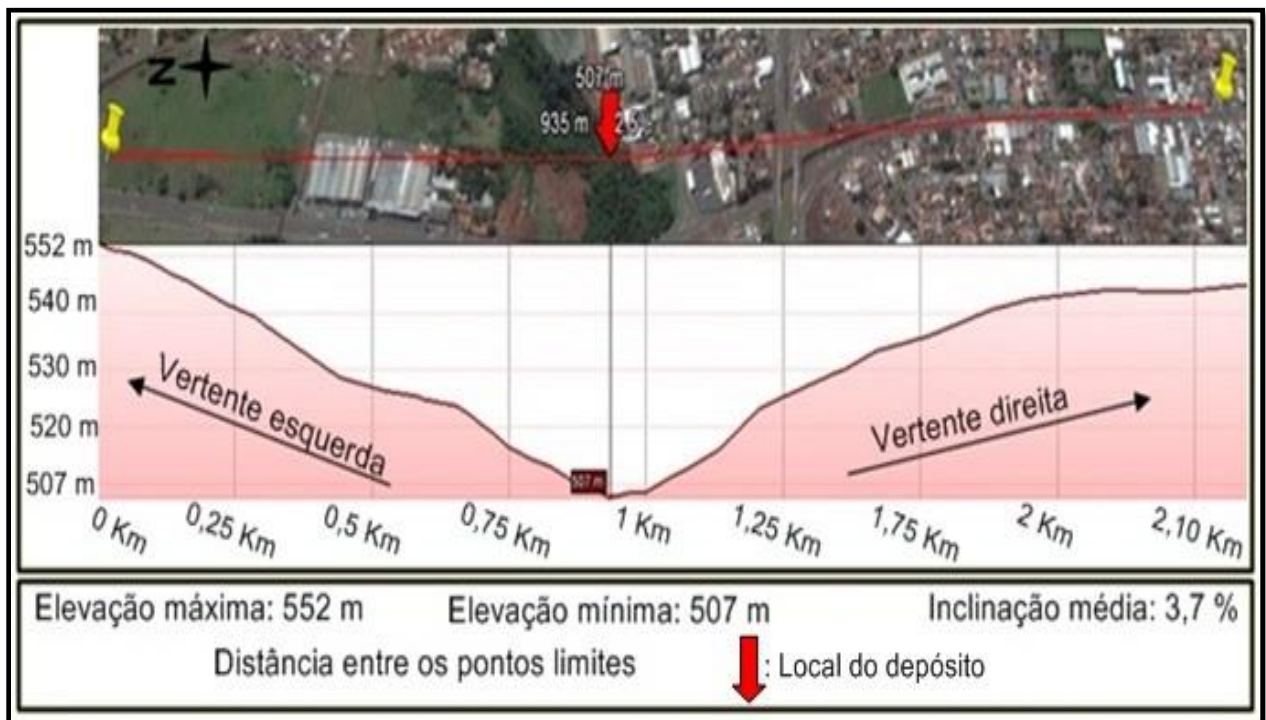 N
507 m
935 m
552 m
540 m
530 m
520 m
507 m
Vertente esquerda
Vertente direita
507 m
0 Km
0,25 Km
0,5 Km
0,75 Km
1 Km
1,25 Km
1,75 Km
2 Km
2,10 Km
Elevação máxima: 552 m
Elevação mínima: 507 m
Inclinação média: 3,7 %
Distância entre os pontos limites
: Local do depósito